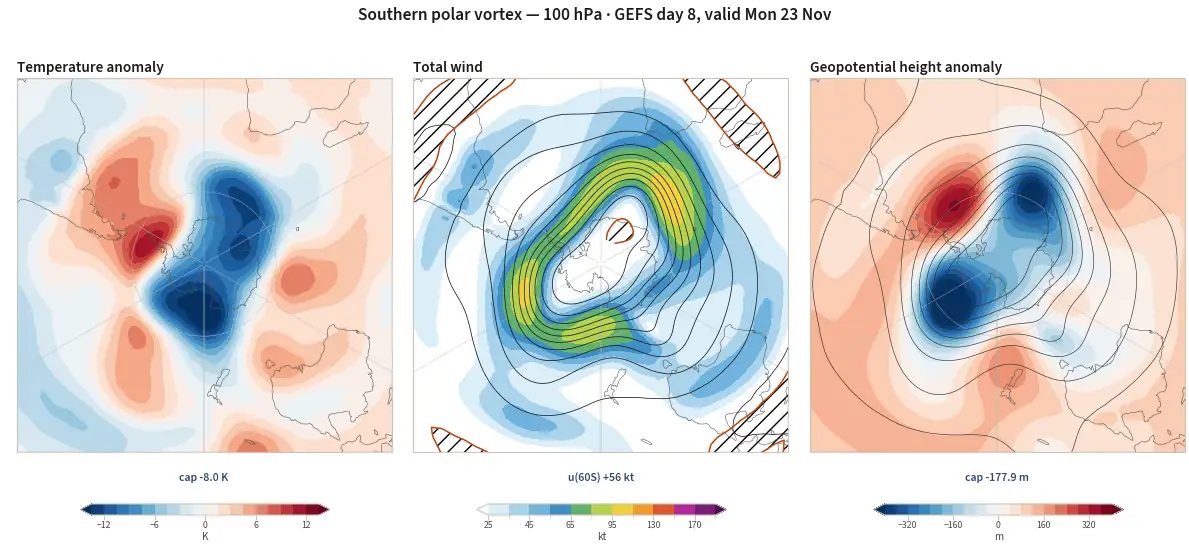 Southern polar vortex — 100 hPa · GEFS day 8, valid Mon 23 Nov
Temperature anomaly
Total wind
Geopotential height anomaly
cap -8.0 K
u(60S) +56 kt
cap -177.9 m
−12 −6 0 6 12
K
25 45 65 95 130 170
kt
−320 −160 0 160 320
m